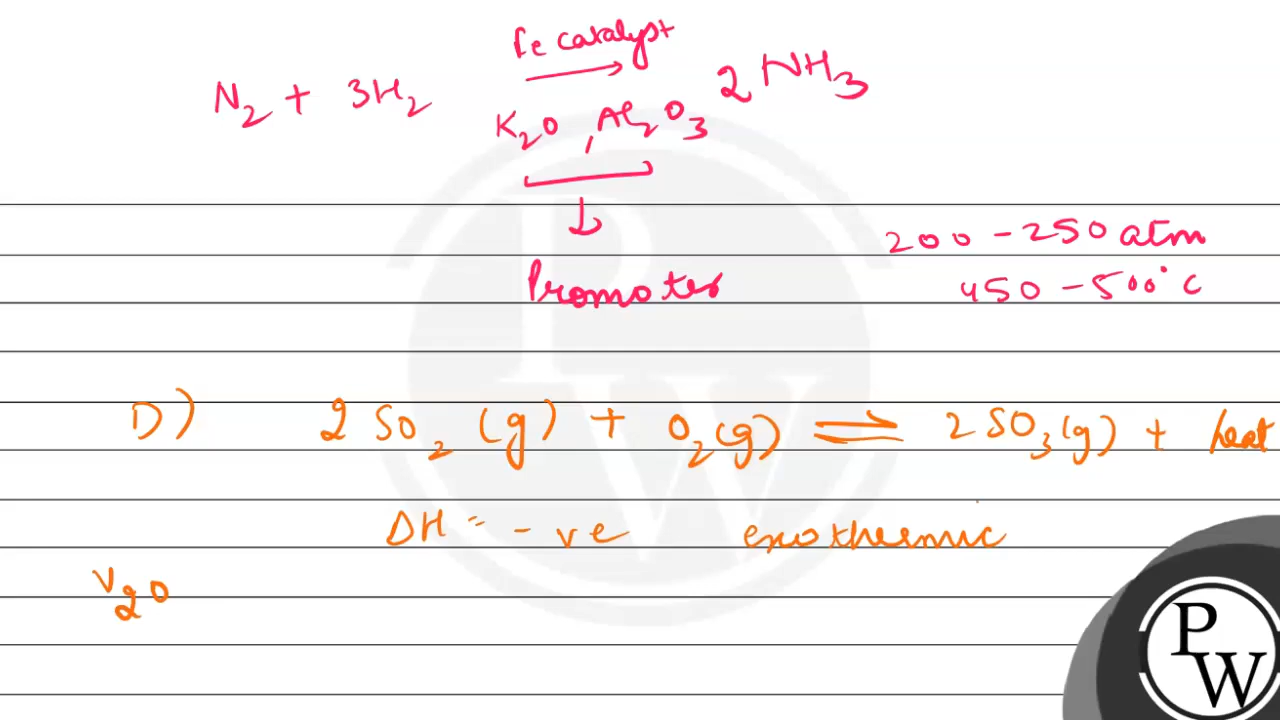 Fe catalyst
N2 + 3H2 → 2NH3
K2O, Al2O3
↓
Promoter
200 - 250 atm
450 - 500°C
D) 2SO2 (g) + O2(g) ⇌ 2SO3(g) + heat
ΔH = -ve exothermic
V2O
P
W
PW